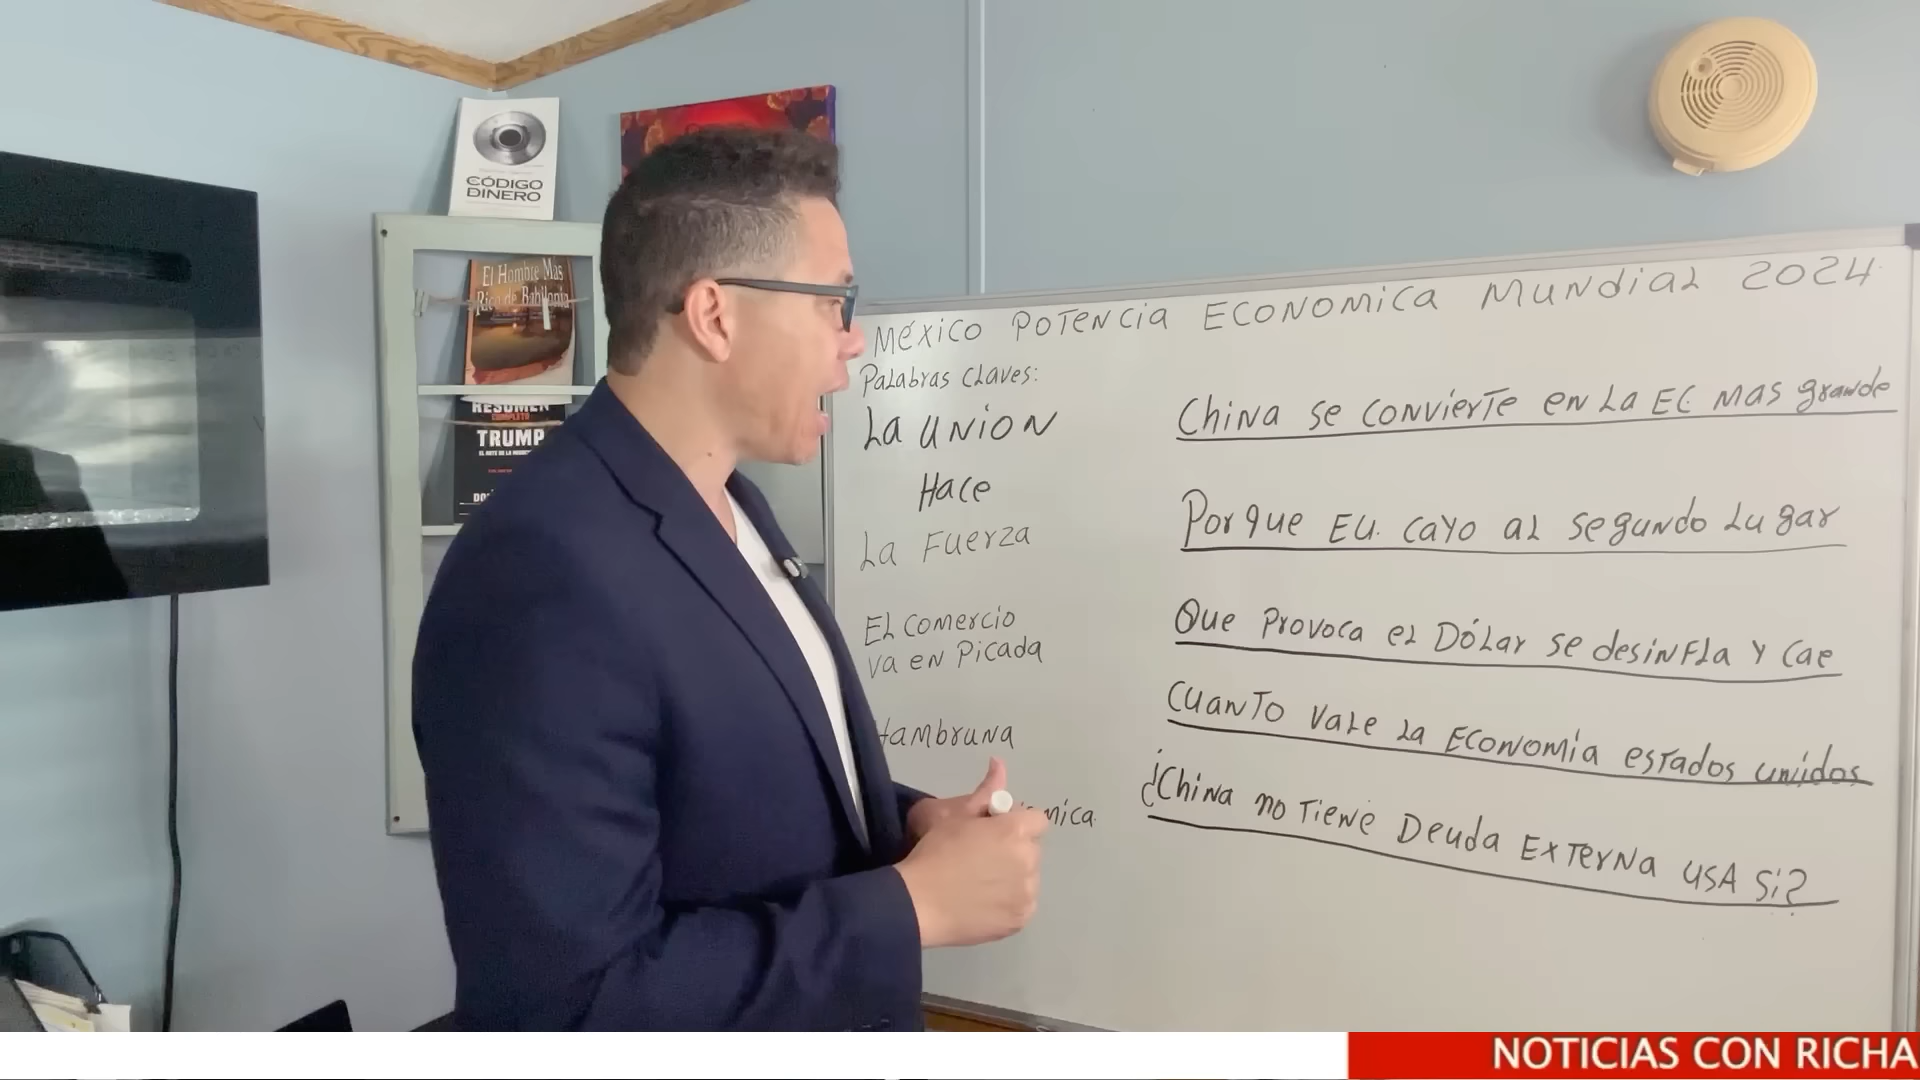 CÓDIGO
DINERO
El Hombre Mas
Rico de Babilonia
RESUMEN
COMPLETO
TRUMP
México Potencia Economica Mundial 2024
Palabras Claves:
La union
Hace
La Fuerza
El comercio
va en Picada
Hambruna
China se convierte en la EC mas grande
Porque EU. cayo al segundo lugar
Que provoca el Dólar se desinfla y cae
Cuanto vale la Economia estados unidos
¿China no tiene Deuda Externa USA Si?
NOTICIAS CON RICHA